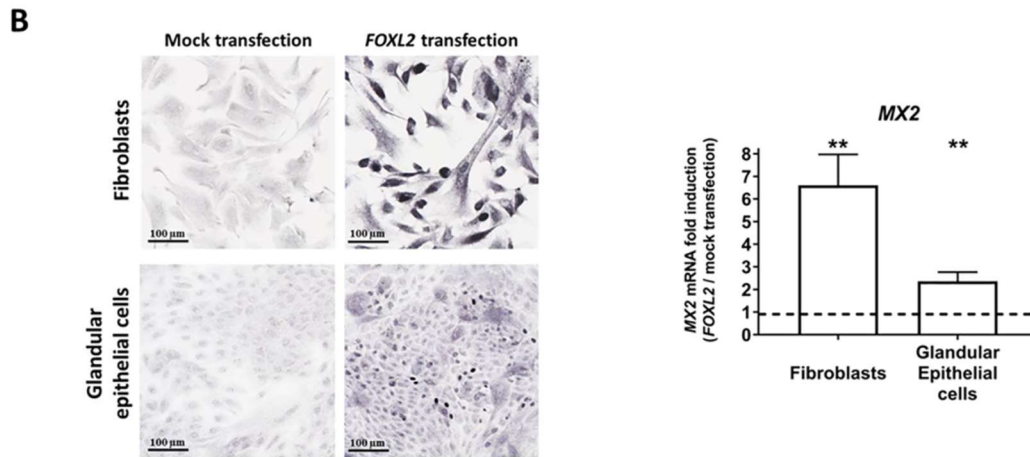 B
Mock transfection
FOXL2 transfection
Fibroblasts
100 µm
100 µm
Glandular
epithelial cells
100 µm
100 µm
MX2
MX2 mRNA fold induction
(FOXL2 / mock transfection)
8
7
6
5
4
3
2
1
0
**
**
Fibroblasts
Glandular
Epithelial
cells